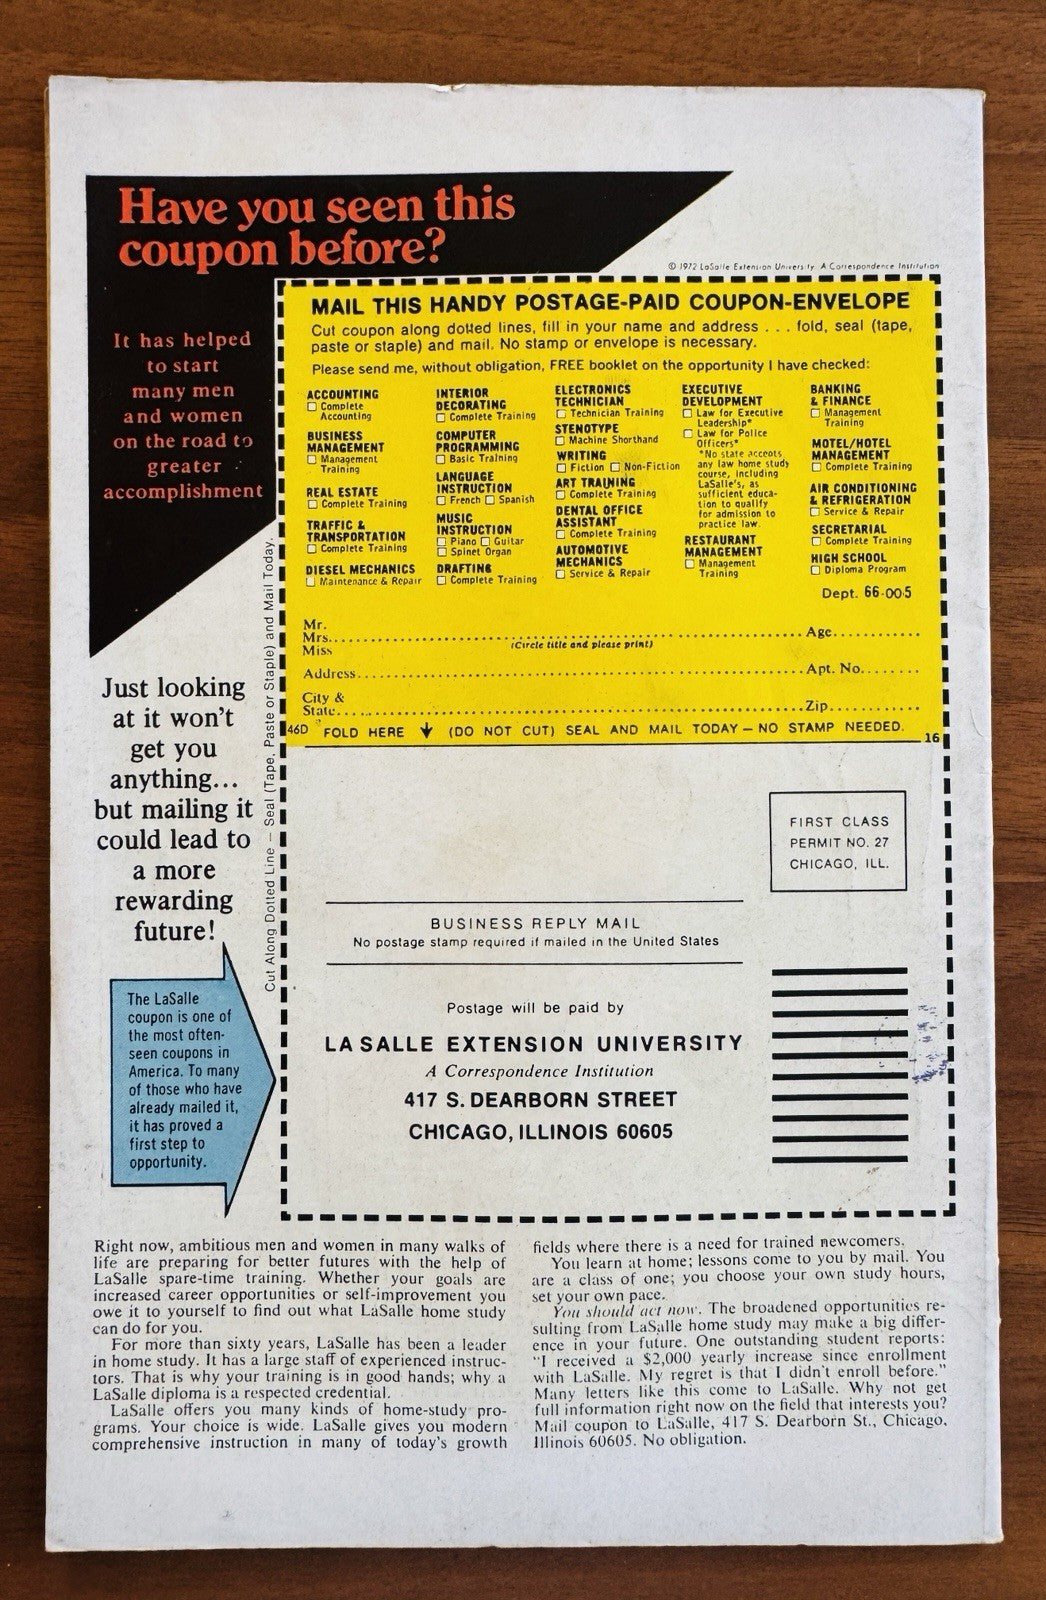 Have you seen this
coupon before?
It has helped
to start
many men
and women
on the road to
greater
accomplishment
© 1972 LaSalle Extension University. A Correspondence Institution
MAIL THIS HANDY POSTAGE-PAID COUPON-ENVELOPE
Cut coupon along dotted lines, fill in your name and address . . . fold, seal (tape,
paste or staple) and mail. No stamp or envelope is necessary.
Please send me, without obligation, FREE booklet on the opportunity I have checked:
ACCOUNTING
☐ Complete
Accounting
BUSINESS
MANAGEMENT
☐ Management
Training
REAL ESTATE
☐ Complete Training
TRAFFIC &
TRANSPORTATION
☐ Complete Training
DIESEL MECHANICS
☐ Maintenance & Repair
INTERIOR
DECORATING
☐ Complete Training
COMPUTER
PROGRAMMING
☐ Basic Training
LANGUAGE
INSTRUCTION
☐ French ☐ Spanish
MUSIC
INSTRUCTION
☐ Piano ☐ Guitar
☐ Spinet Organ
DRAFTING
☐ Complete Training
ELECTRONICS
TECHNICIAN
☐ Technician Training
STENOTYPE
☐ Machine Shorthand
WRITING
☐ Fiction ☐ Non-Fiction
ART TRAINING
☐ Complete Training
DENTAL OFFICE
ASSISTANT
☐ Complete Training
AUTOMOTIVE
MECHANICS
☐ Service & Repair
EXECUTIVE
DEVELOPMENT
☐ Law for Executive
Leadership*
☐ Law for Police
Officers*
*No state accepts
any law home study
course, including
LaSalle's, as
sufficient educa-
tion to qualify
for admission to
practice law.
RESTAURANT
MANAGEMENT
☐ Management
Training
BANKING
& FINANCE
☐ Management
Training
MOTEL/HOTEL
MANAGEMENT
☐ Complete Training
AIR CONDITIONING
& REFRIGERATION
☐ Service & Repair
SECRETARIAL
☐ Complete Training
HIGH SCHOOL
☐ Diploma Program
Dept. 66-005
Mr.
Mrs. Age
Miss (Circle title and please print)
Address Apt. No.
City &
State Zip
46D FOLD HERE (DO NOT CUT) SEAL AND MAIL TODAY — NO STAMP NEEDED.
16
Cut Along Dotted Line — Seal (Tape, Paste or Staple) and Mail Today.
Just looking
at it won't
get you
anything...
but mailing it
could lead to
a more
rewarding
future!
FIRST CLASS
PERMIT NO. 27
CHICAGO, ILL.
BUSINESS REPLY MAIL
No postage stamp required if mailed in the United States
Postage will be paid by
LA SALLE EXTENSION UNIVERSITY
A Correspondence Institution
417 S. DEARBORN STREET
CHICAGO, ILLINOIS 60605
The LaSalle
coupon is one of
the most often-
seen coupons in
America. To many
of those who have
already mailed it,
it has proved a
first step to
opportunity.
Right now, ambitious men and women in many walks of
life are preparing for better futures with the help of
LaSalle spare-time training. Whether your goals are
increased career opportunities or self-improvement you
owe it to yourself to find out what LaSalle home study
can do for you.
For more than sixty years, LaSalle has been a leader
in home study. It has a large staff of experienced instruc-
tors. That is why your training is in good hands; why a
LaSalle diploma is a respected credential.
LaSalle offers you many kinds of home-study pro-
grams. Your choice is wide. LaSalle gives you modern
comprehensive instruction in many of today's growth
fields where there is a need for trained newcomers.
You learn at home; lessons come to you by mail. You
are a class of one; you choose your own study hours,
set your own pace.
You should act now. The broadened opportunities re-
sulting from LaSalle home study may make a big differ-
ence in your future. One outstanding student reports:
"I received a $2,000 yearly increase since enrollment
with LaSalle. My regret is that I didn't enroll before."
Many letters like this come to LaSalle. Why not get
full information right now on the field that interests you?
Mail coupon to LaSalle, 417 S. Dearborn St., Chicago,
Illinois 60605. No obligation.